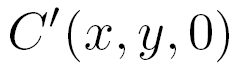 C′(x, y, 0)